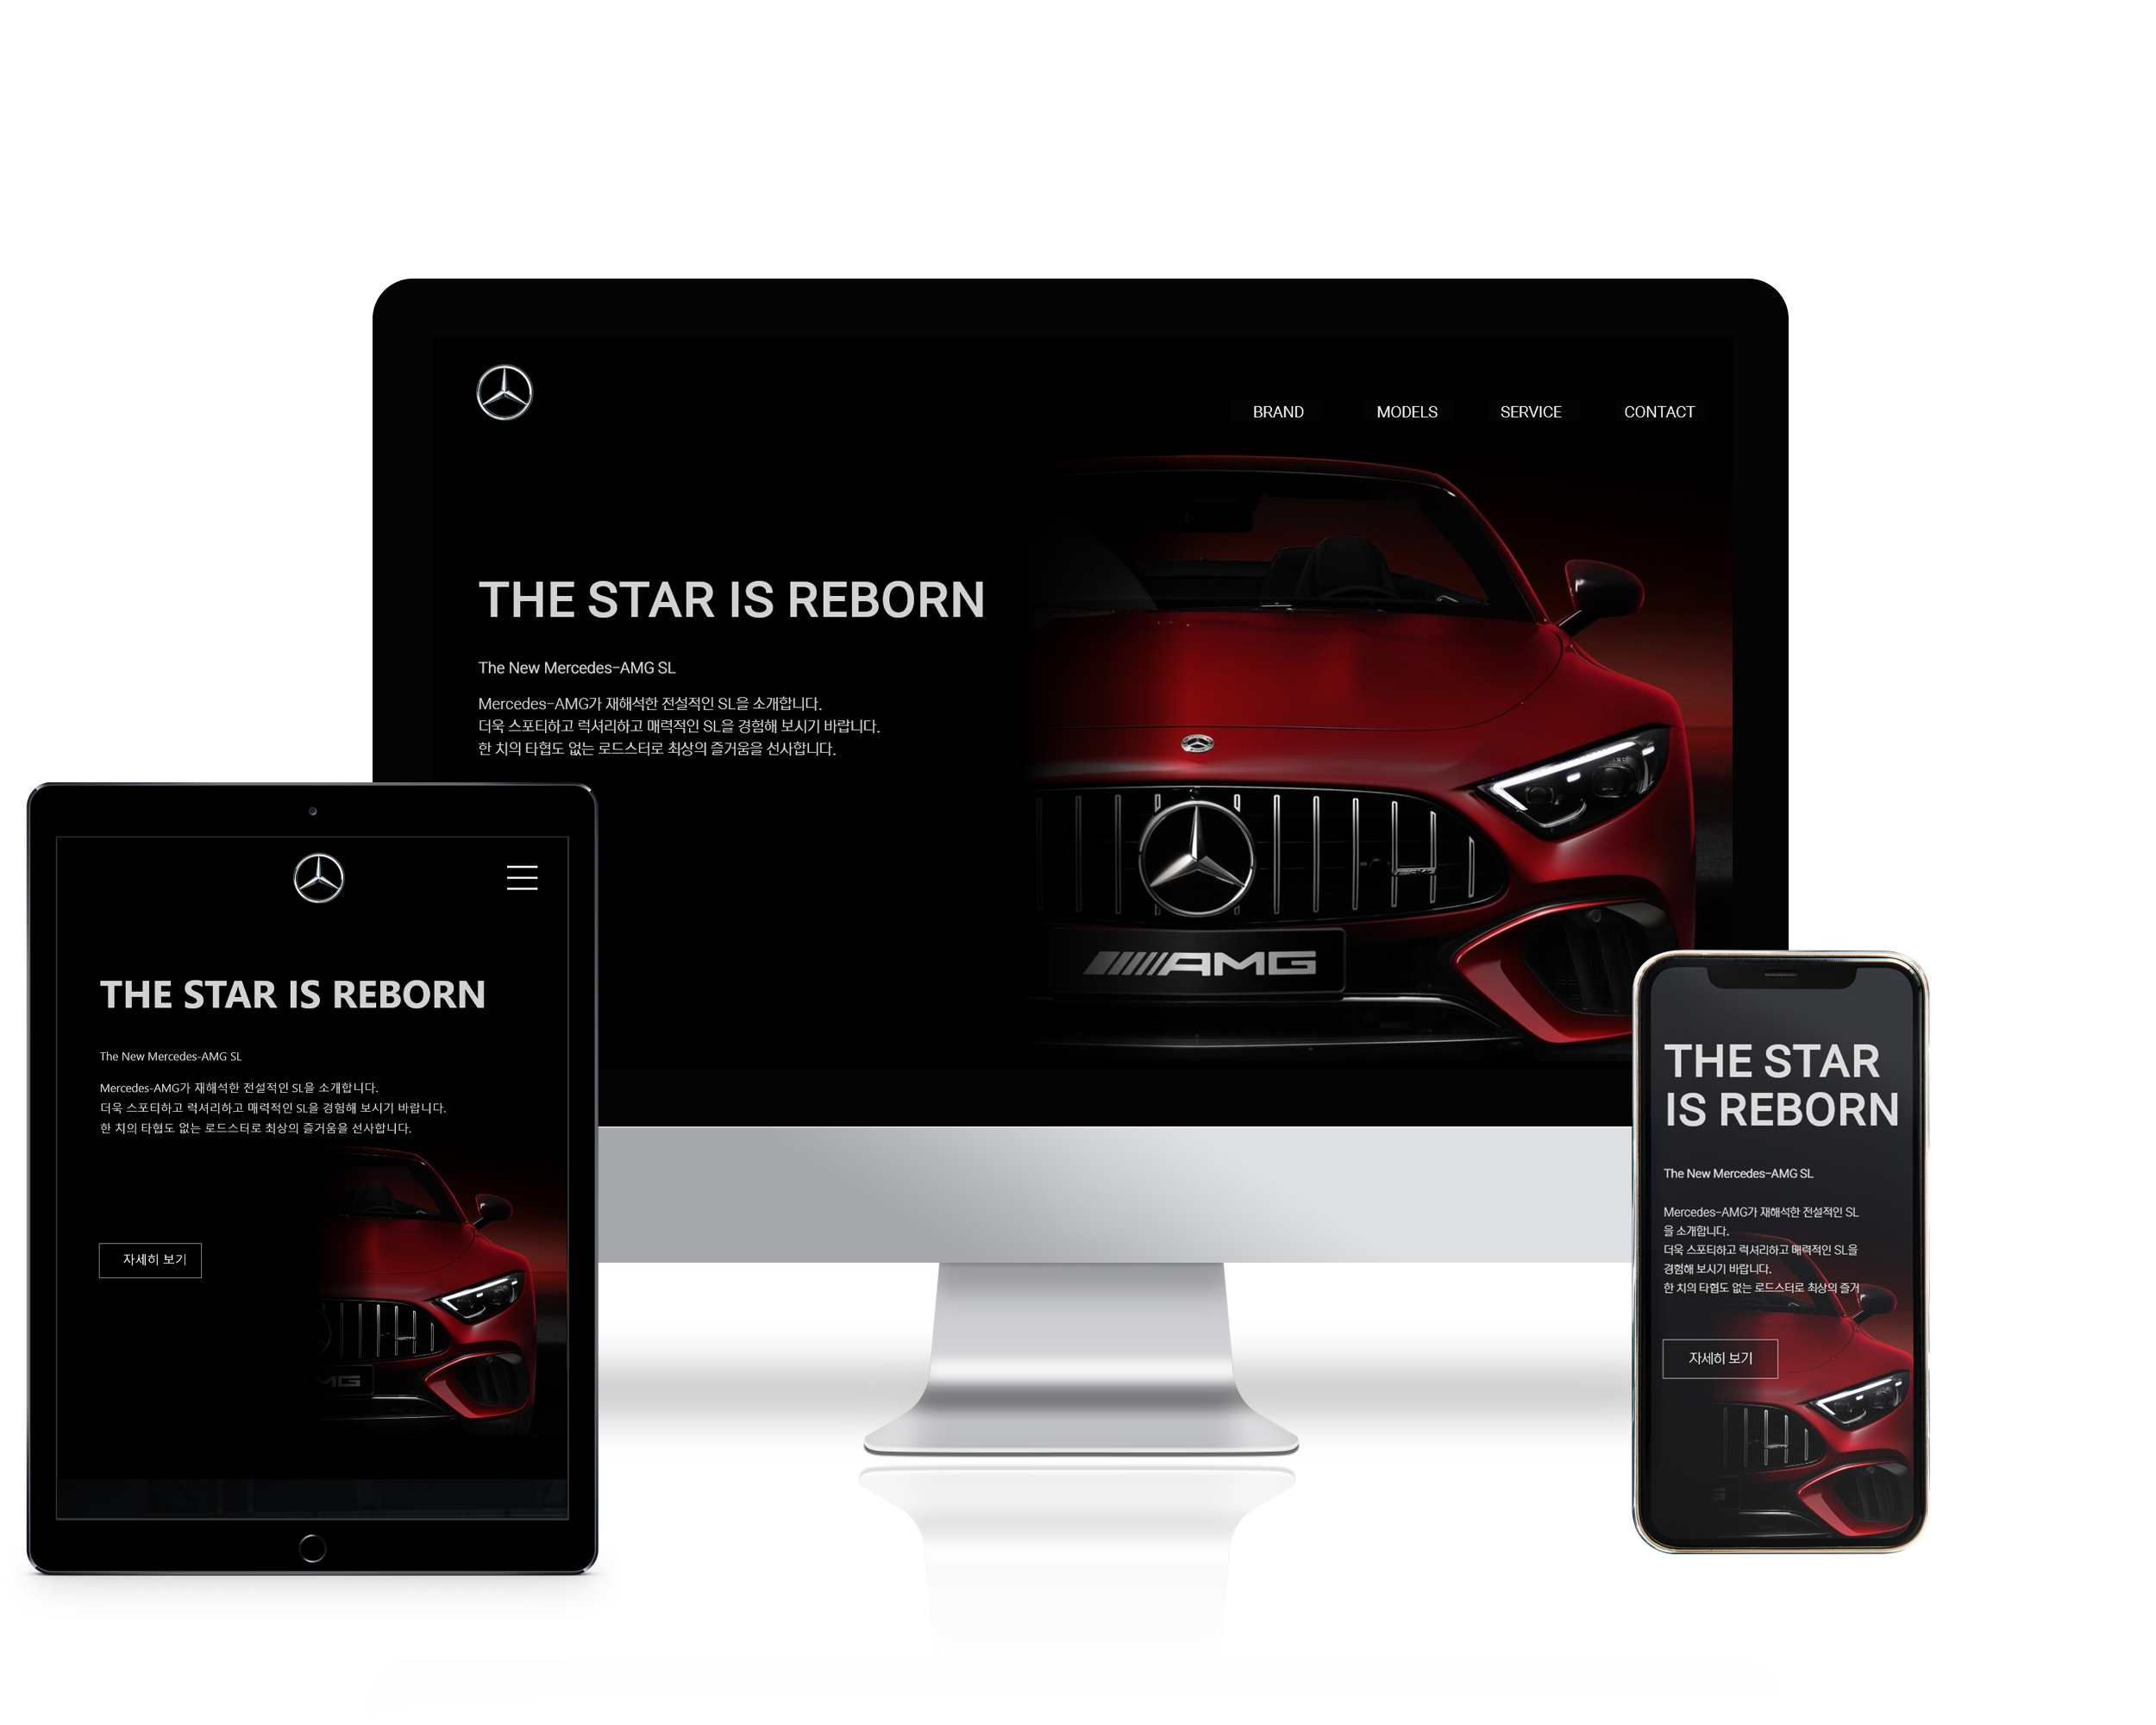 BRAND MODELS SERVICE CONTACT
THE STAR IS REBORN
The New Mercedes-AMG SL
Mercedes-AMG가 재해석한 전설적인 SL을 소개합니다.
더욱 스포티하고 럭셔리하고 매력적인 SL을 경험해 보시기 바랍니다.
한 치의 타협도 없는 로드스터로 최상의 즐거움을 선사합니다.
AMG
THE STAR IS REBORN
The New Mercedes-AMG SL
Mercedes-AMG가 재해석한 전설적인 SL을 소개합니다.
더욱 스포티하고 럭셔리하고 매력적인 SL을 경험해 보시기 바랍니다.
한 치의 타협도 없는 로드스터로 최상의 즐거움을 선사합니다.
자세히 보기
MG
THE STAR
IS REBORN
The New Mercedes-AMG SL
Mercedes-AMG가 재해석한 전설적인 SL
을 소개합니다.
더욱 스포티하고 럭셔리하고 매력적인 SL을
경험해 보시기 바랍니다.
한 치의 타협도 없는 로드스터로 최상의 즐거
자세히 보기